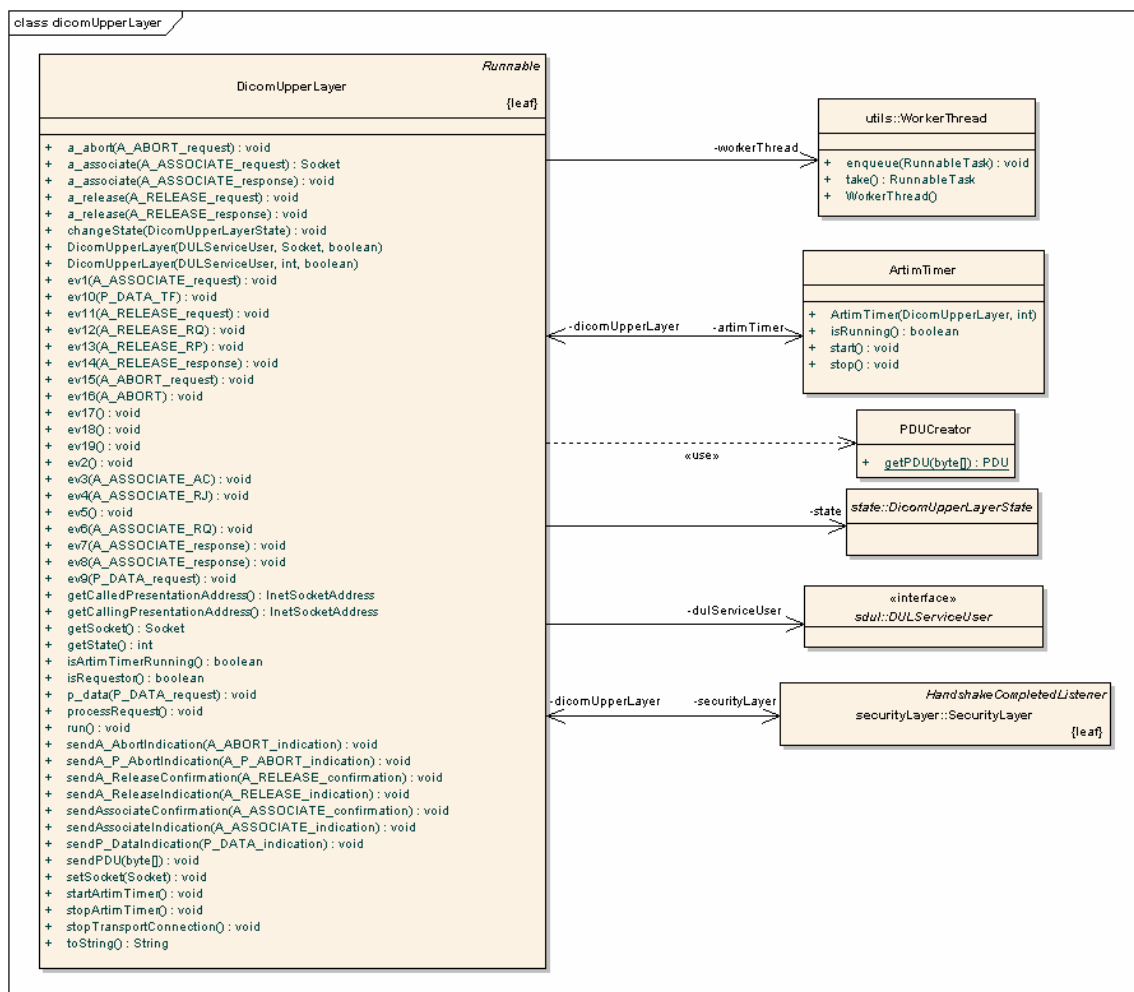 class dicomUpperLayer
Runnable
DicomUpperLayer
{leaf}
+ a_abort(A_ABORT_request) : void
+ a_associate(A_ASSOCIATE_request) : Socket
+ a_associate(A_ASSOCIATE_response) : void
+ a_release(A_RELEASE_request) : void
+ a_release(A_RELEASE_response) : void
+ changeState(DicomUpperLayerState) : void
+ DicomUpperLayer(DULServiceUser, Socket, boolean)
+ DicomUpperLayer(DULServiceUser, int, boolean)
+ ev1(A_ASSOCIATE_request) : void
+ ev10(P_DATA_TF) : void
+ ev11(A_RELEASE_request) : void
+ ev12(A_RELEASE_RQ) : void
+ ev13(A_RELEASE_RP) : void
+ ev14(A_RELEASE_response) : void
+ ev15(A_ABORT_request) : void
+ ev16(A_ABORT) : void
+ ev17() : void
+ ev18() : void
+ ev19() : void
+ ev2() : void
+ ev3(A_ASSOCIATE_AC) : void
+ ev4(A_ASSOCIATE_RJ) : void
+ ev5() : void
+ ev6(A_ASSOCIATE_RQ) : void
+ ev7(A_ASSOCIATE_response) : void
+ ev8(A_ASSOCIATE_response) : void
+ ev9(P_DATA_request) : void
+ getCalledPresentationAddress() : InetSocketAddress
+ getCallingPresentationAddress() : InetSocketAddress
+ getSocket() : Socket
+ getState() : int
+ isArtimTimerRunning() : boolean
+ isRequestor() : boolean
+ p_data(P_DATA_request) : void
+ processRequest() : void
+ run() : void
+ sendA_AbortIndication(A_ABORT_indication) : void
+ sendA_P_AbortIndication(A_P_ABORT_indication) : void
+ sendA_ReleaseConfirmation(A_RELEASE_confirmation) : void
+ sendA_ReleaseIndication(A_RELEASE_indication) : void
+ sendAssociateConfirmation(A_ASSOCIATE_confirmation) : void
+ sendAssociateIndication(A_ASSOCIATE_indication) : void
+ sendP_DataIndication(P_DATA_indication) : void
+ sendPDU(byte[]) : void
+ setSocket(Socket) : void
+ startArtimTimer() : void
+ stopArtimTimer() : void
+ stopTransportConnection() : void
+ toString() : String
-workerThread
utils::WorkerThread
+ enqueue(RunnableTask) : void
+ take() : RunnableTask
+ WorkerThread()
-dicomUpperLayer -artimTimer
ArtimTimer
+ ArtimTimer(DicomUpperLayer, int)
+ isRunning() : boolean
+ start() : void
+ stop() : void
«use»
PDUCreator
+ getPDU(byte[]) : PDU
-state
state::DicomUpperLayerState
-dulServiceUser
«interface»
sdul::DULServiceUser
-dicomUpperLayer -securityLayer
HandshakeCompletedListener
securityLayer::SecurityLayer
{leaf}